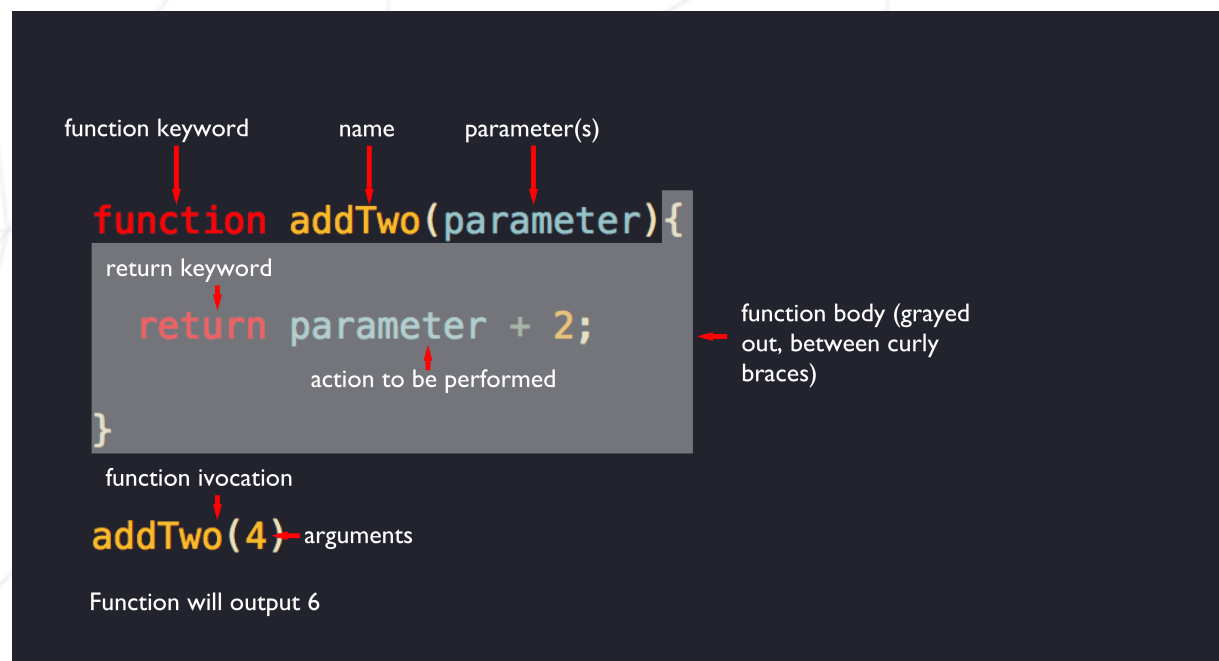 function keyword name parameter(s)
function addTwo(parameter){
return keyword
return parameter + 2;
function body (grayed
out, between curly
braces)
action to be performed
}
function ivocation
addTwo(4) arguments
Function will output 6